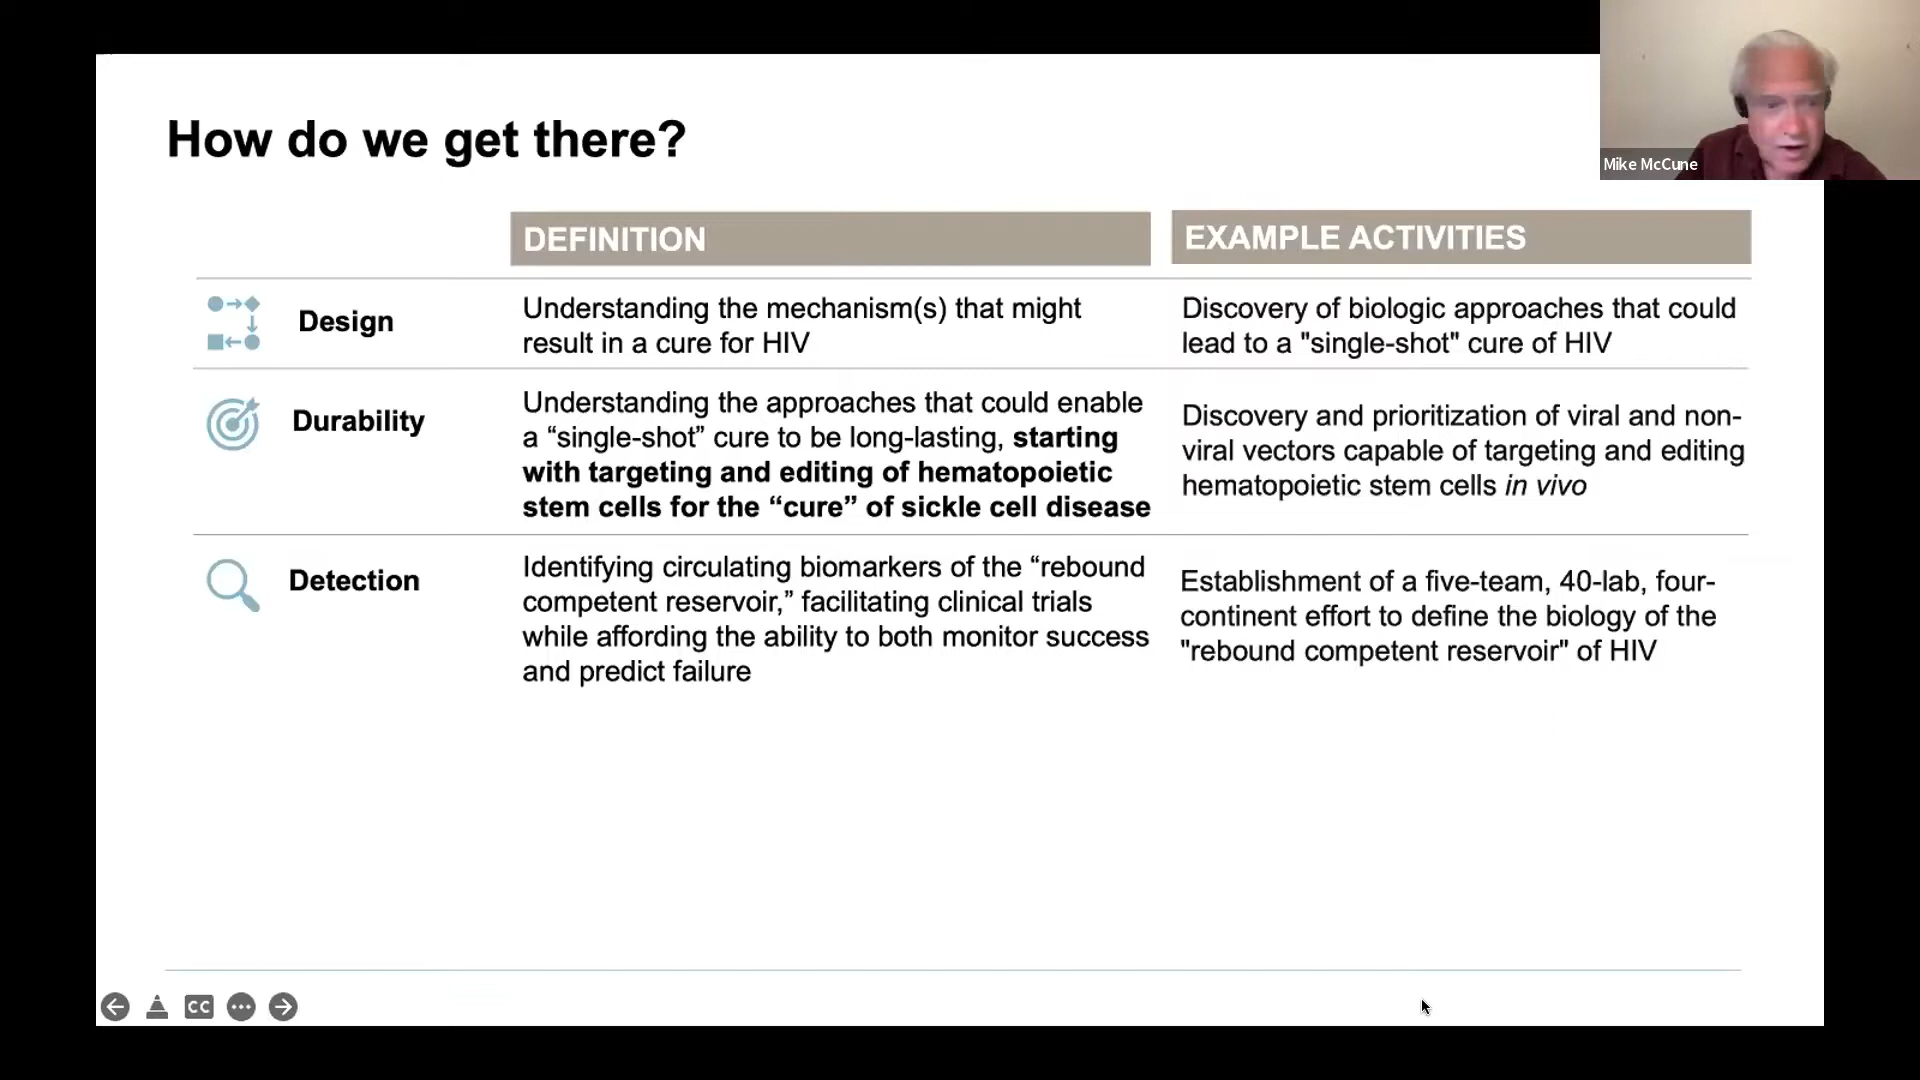 How do we get there?
Mike McCune
DEFINITION
EXAMPLE ACTIVITIES
Design
Understanding the mechanism(s) that might
result in a cure for HIV
Discovery of biologic approaches that could
lead to a "single-shot" cure of HIV
Durability
Understanding the approaches that could enable
a “single-shot” cure to be long-lasting, starting
with targeting and editing of hematopoietic
stem cells for the “cure” of sickle cell disease
Discovery and prioritization of viral and non-
viral vectors capable of targeting and editing
hematopoietic stem cells in vivo
Detection
Identifying circulating biomarkers of the “rebound
competent reservoir,” facilitating clinical trials
while affording the ability to both monitor success
and predict failure
Establishment of a five-team, 40-lab, four-
continent effort to define the biology of the
"rebound competent reservoir" of HIV
CC